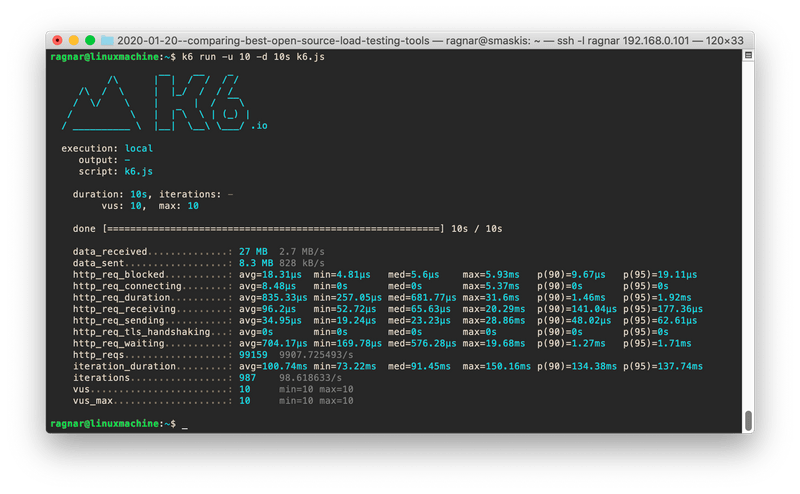 2020-01-20--comparing-best-open-source-load-testing-tools — ragnar@smaskis: ~ — ssh -l ragnar 192.168.0.101 — 120×33
ragnar@linuxmachine:~$ k6 run -u 10 -d 10s k6.js
K6
.io
execution: local
output: -
script: k6.js
duration: 10s, iterations: -
vus: 10, max: 10
done [==========================================================] 10s / 10s
data_received..............: 27 MB 2.7 MB/s
data_sent..................: 8.3 MB 828 kB/s
http_req_blocked...........: avg=18.31µs min=4.81µs med=5.6µs max=5.93ms p(90)=9.67µs p(95)=19.11µs
http_req_connecting........: avg=8.48µs min=0s med=0s max=5.37ms p(90)=0s p(95)=0s
http_req_duration..........: avg=835.33µs min=257.05µs med=681.77µs max=31.6ms p(90)=1.46ms p(95)=1.92ms
http_req_receiving.........: avg=96.2µs min=52.72µs med=65.63µs max=20.29ms p(90)=141.04µs p(95)=177.36µs
http_req_sending...........: avg=34.95µs min=19.24µs med=23.23µs max=28.86ms p(90)=48.02µs p(95)=62.61µs
http_req_tls_handshaking...: avg=0s min=0s med=0s max=0s p(90)=0s p(95)=0s
http_req_waiting...........: avg=704.17µs min=169.78µs med=576.28µs max=19.68ms p(90)=1.27ms p(95)=1.71ms
http_reqs..................: 99159 9907.725493/s
iteration_duration.........: avg=100.74ms min=73.22ms med=91.45ms max=150.16ms p(90)=134.38ms p(95)=137.74ms
iterations.................: 987 98.618633/s
vus........................: 10 min=10 max=10
vus_max....................: 10 min=10 max=10
ragnar@linuxmachine:~$ _